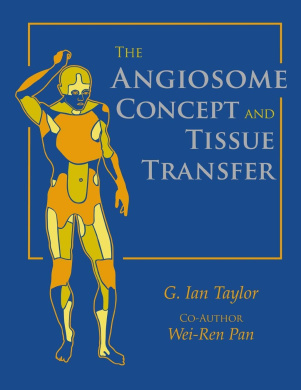 The
Angiosome
Concept and
Tissue
Transfer
G. Ian Taylor
Co-Author
Wei-Ren Pan